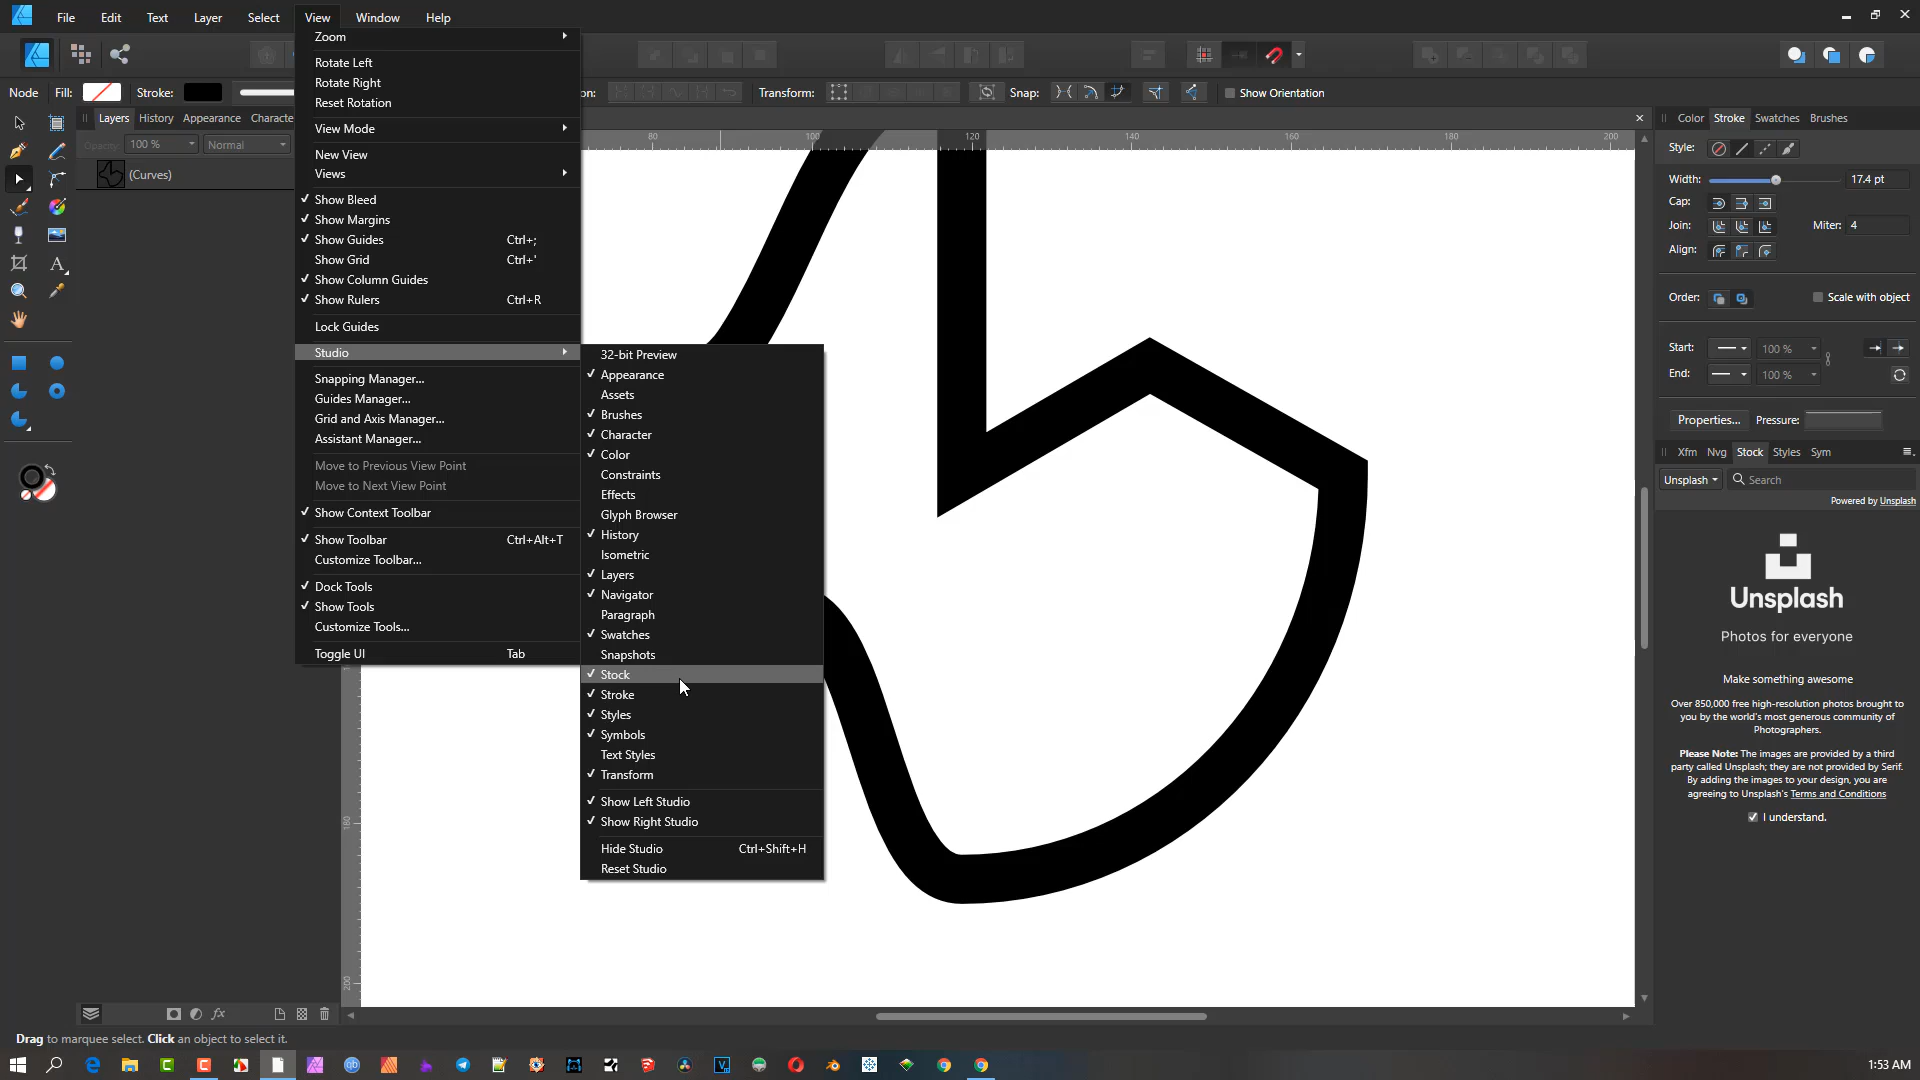 File Edit Text Layer Select View Window Help
Node Fill: Stroke: on: Transform: Snap: Show Orientation
Layers History Appearance Characte
Opacity: 100 % Normal
(Curves)
Zoom
Rotate Left
Rotate Right
Reset Rotation
View Mode
New View
Views
Show Bleed
Show Margins
Show Guides Ctrl+;
Show Grid Ctrl+'
Show Column Guides
Show Rulers Ctrl+R
Lock Guides
Studio
Snapping Manager...
Guides Manager...
Grid and Axis Manager...
Assistant Manager...
Move to Previous View Point
Move to Next View Point
Show Context Toolbar
Show Toolbar Ctrl+Alt+T
Customize Toolbar...
Dock Tools
Show Tools
Customize Tools...
Toggle UI Tab
32-bit Preview
Appearance
Assets
Brushes
Character
Color
Constraints
Effects
Glyph Browser
History
Isometric
Layers
Navigator
Paragraph
Swatches
Snapshots
Stock
Stroke
Styles
Symbols
Text Styles
Transform
Show Left Studio
Show Right Studio
Hide Studio Ctrl+Shift+H
Reset Studio
80 100 120 140 160 180 200
180
200
Color Stroke Swatches Brushes
Style:
Width: 17.4 pt
Cap:
Join: Miter: 4
Align:
Order: Scale with object
Start: 100 %
End: 100 %
Properties... Pressure:
Xfm Nvg Stock Styles Sym
Unsplash Search
Powered by Unsplash
Unsplash
Photos for everyone
Make something awesome
Over 850,000 free high-resolution photos brought to
you by the world's most generous community of
Photographers.
Please Note: The images are provided by a third
party called Unsplash; they are not provided by Serif.
By adding the images to your design, you are
agreeing to Unsplash's Terms and Conditions
I understand.
Drag to marquee select. Click an object to select it.
1:53 AM